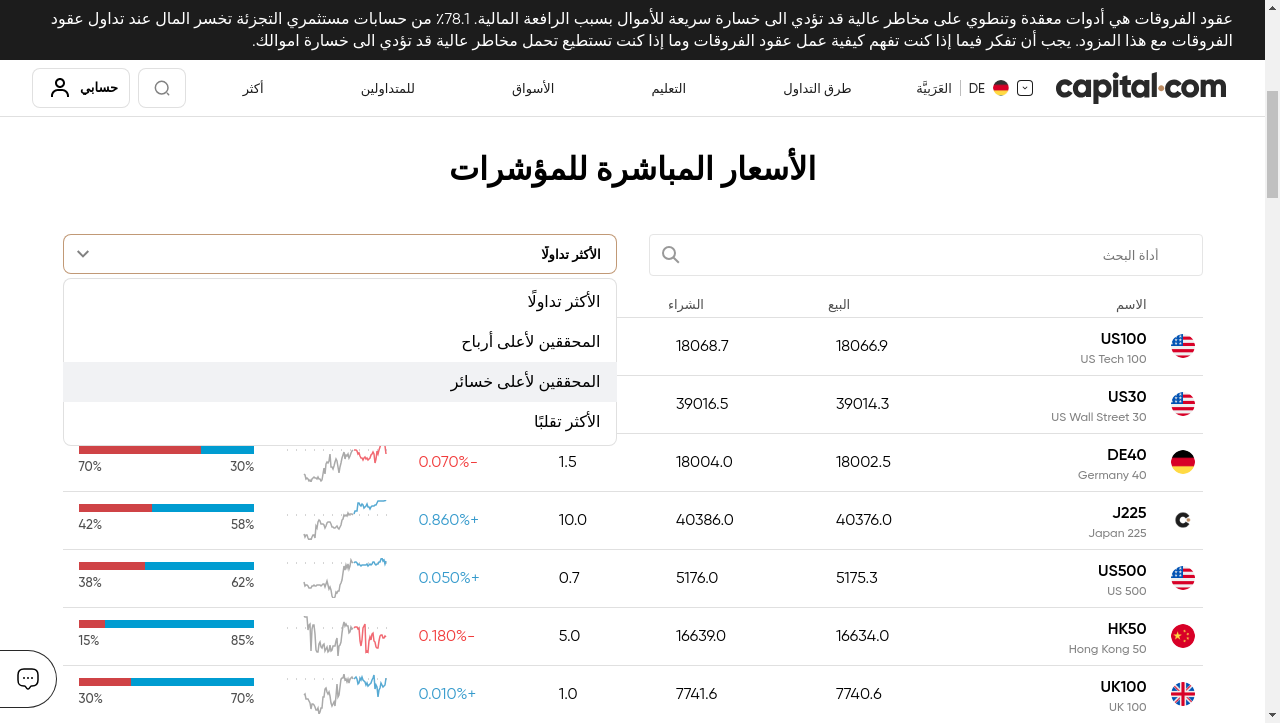 عقود الفروقات هي أدوات معقدة وتنطوي على مخاطر عالية قد تؤدي الى خسارة سريعة للأموال بسبب الرافعة المالية. 78.1٪ من حسابات مستثمري التجزئة تخسر المال عند تداول عقود
الفروقات مع هذا المزود. يجب أن تفكر فيما إذا كنت تفهم كيفية عمل عقود الفروقات وما إذا كنت تستطيع تحمل مخاطر عالية قد تؤدي الى خسارة اموالك.
capital.com DE العَرَبيَّة طرق التداول التعليم الأسواق للمتداولين أكثر حسابي
الأسعار المباشرة للمؤشرات
أداة البحث الأكثر تداولًا
الأكثر تداولًا
المحققين لأعلى أرباح
المحققين لأعلى خسائر
الأكثر تقلبًا
الاسم البيع الشراء
US100 18066.9 18068.7
US Tech 100
US30 39014.3 39016.5
US Wall Street 30
DE40 18002.5 18004.0 1.5 0.070%− 30% 70%
Germany 40
J225 40376.0 40386.0 10.0 0.860%+ 58% 42%
Japan 225
US500 5175.3 5176.0 0.7 0.050%+ 62% 38%
US 500
HK50 16634.0 16639.0 5.0 0.180%- 85% 15%
Hong Kong 50
UK100 7740.6 7741.6 1.0 0.010%+ 70% 30%
UK 100